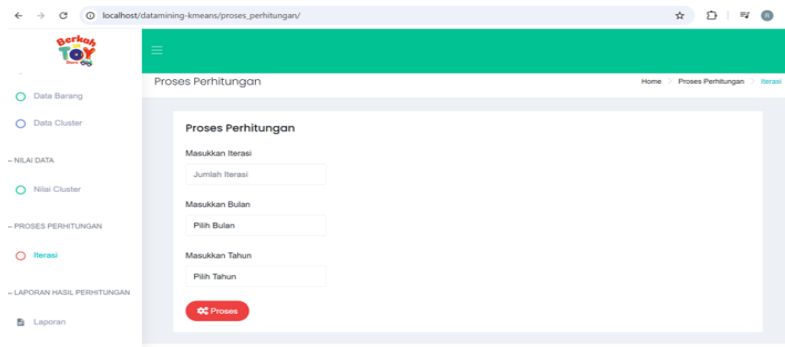 localhost/datamining-kmeans/proses_perhitungan/
Berkah
TOY
Proses Perhitungan
Home > Proses Perhitungan > Iterasi
Data Barang
Data Cluster
– NILAI DATA
Nilai Cluster
– PROSES PERHITUNGAN
Iterasi
– LAPORAN HASIL PERHITUNGAN
Laporan
Proses Perhitungan
Masukkan Iterasi
Jumlah Iterasi
Masukkan Bulan
Pilih Bulan
Masukkan Tahun
Pilih Tahun
Proses